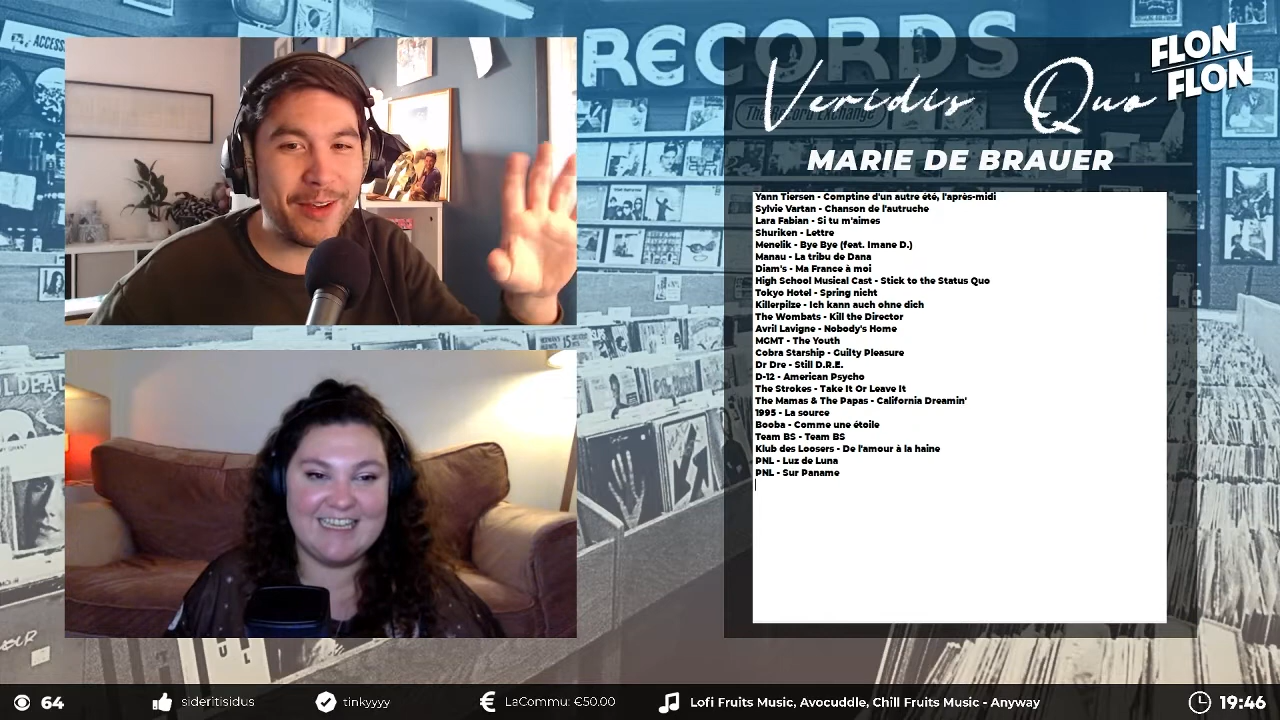 RECORDS
ACCESS
The Record Exchange
FLON
FLON
Veridis Quo
MARIE DE BRAUER
Yann Tiersen - Comptine d'un autre été, l'après-midi
Sylvie Vartan - Chanson de l'autruche
Lara Fabian - Si tu m'aimes
Shuriken - Lettre
Menelik - Bye Bye (feat. Imane D.)
Manau - La tribu de Dana
Diam's - Ma France à moi
High School Musical Cast - Stick to the Status Quo
Tokyo Hotel - Spring nicht
Killerpilze - Ich kann auch ohne dich
The Wombats - Kill the Director
Avril Lavigne - Nobody's Home
MGMT - The Youth
Cobra Starship - Guilty Pleasure
Dr Dre - Still D.R.E.
D-12 - American Psycho
The Strokes - Take It Or Leave It
The Mamas & The Papas - California Dreamin'
1995 - La source
Booba - Comme une étoile
Team BS - Team BS
Klub des Loosers - De l'amour à la haine
PNL - Luz de Luna
PNL - Sur Paname
64
sideritisidus
tinkyyyy
€ LaCommu: €50.00
Lofi Fruits Music, Avocuddle, Chill Fruits Music - Anyway
19:46